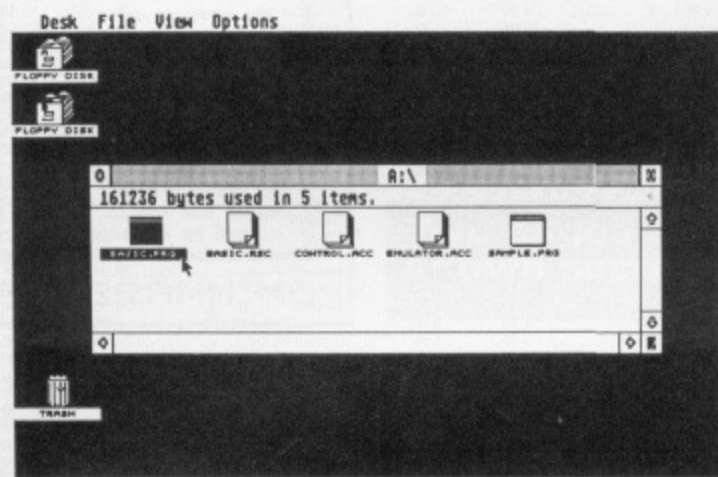 Desk File View Options
FLOPPY DISK
FLOPPY DISK
A:\
161236 bytes used in 5 items.
BASIC.PRG BASIC.RSC CONTROL.ACC EMULATOR.ACC SAMPLE.PRG
TRASH